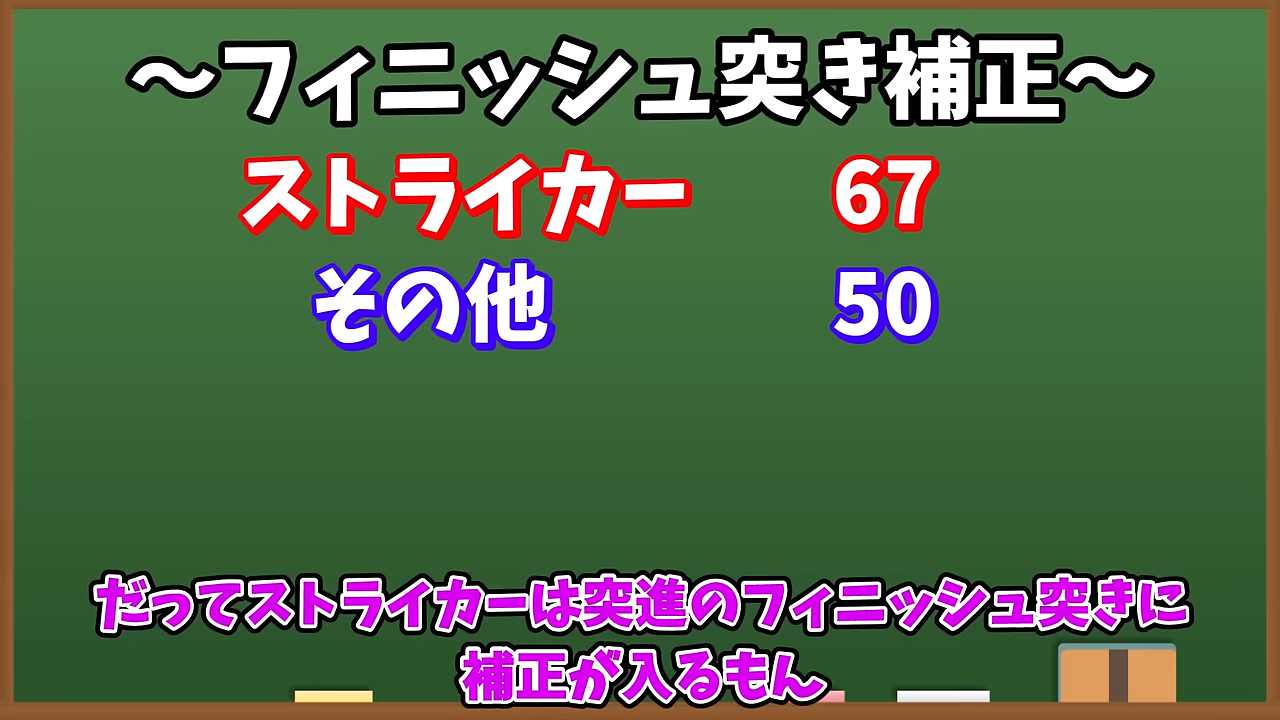 ～フィニッシュ突き補正～
ストライカー 67
その他 50
だってストライカーは突進のフィニッシュ突きに
補正が入るもん